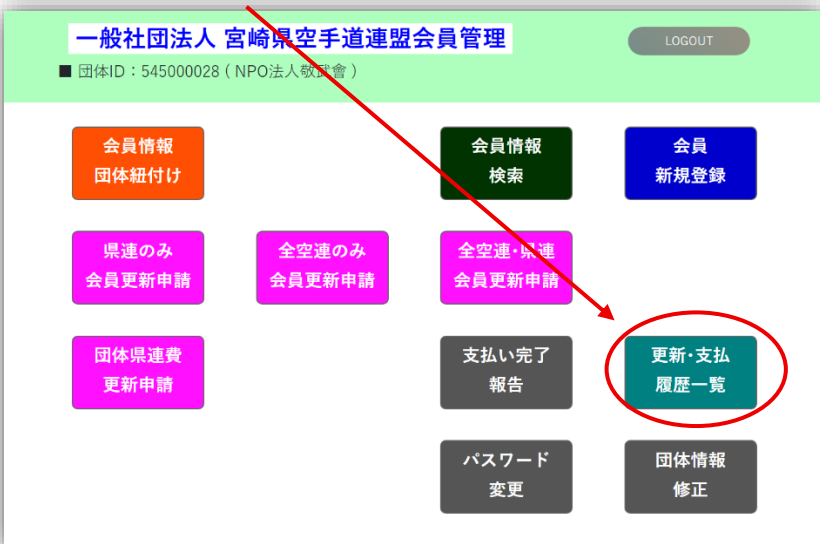 一般社団法人 宮崎県空手道連盟会員管理
LOGOUT
■ 団体ID：545000028 ( NPO法人敬武會 )
会員情報
団体紐付け
会員情報
検索
会員
新規登録
県連のみ
会員更新申請
全空連のみ
会員更新申請
全空連・県連
会員更新申請
団体県連費
更新申請
支払い完了
報告
更新・支払
履歴一覧
パスワード
変更
団体情報
修正